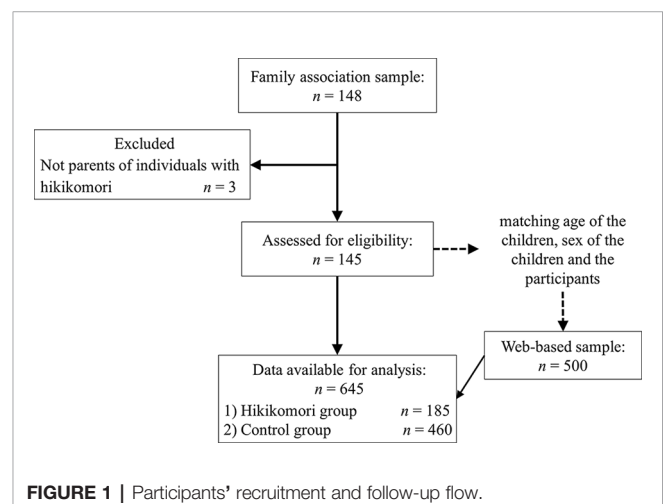 Family association sample:
n = 148
Excluded
Not parents of individuals with
hikikomori n = 3
Assessed for eligibility:
n = 145
matching age of the
children, sex of the
children and the
participants
Web-based sample:
n = 500
Data available for analysis:
n = 645
1) Hikikomori group n = 185
2) Control group n = 460
FIGURE 1 | Participants' recruitment and follow-up flow.